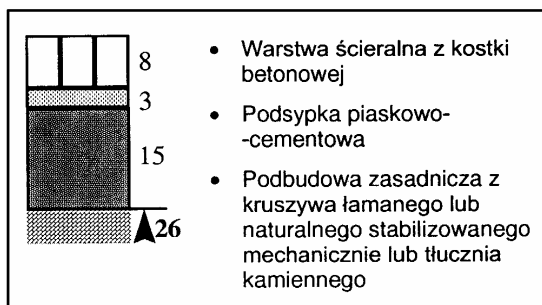 8
3
15
26
• Warstwa ścieralna z kostki
betonowej
• Podsypka piaskowo-
-cementowa
• Podbudowa zasadnicza z
kruszywa łamanego lub
naturalnego stabilizowanego
mechanicznie lub tłucznia
kamiennego